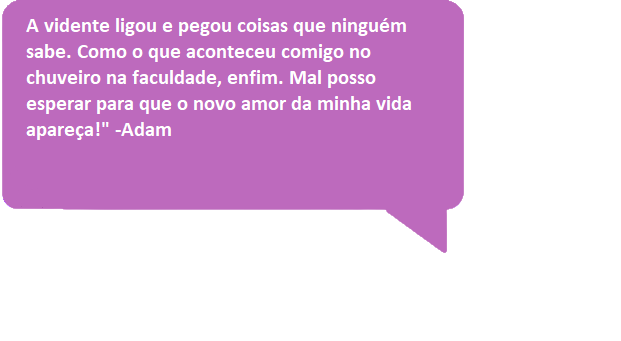 A vidente ligou e pegou coisas que ninguém
sabe. Como o que aconteceu comigo no
chuveiro na faculdade, enfim. Mal posso
esperar para que o novo amor da minha vida
apareça!" -Adam